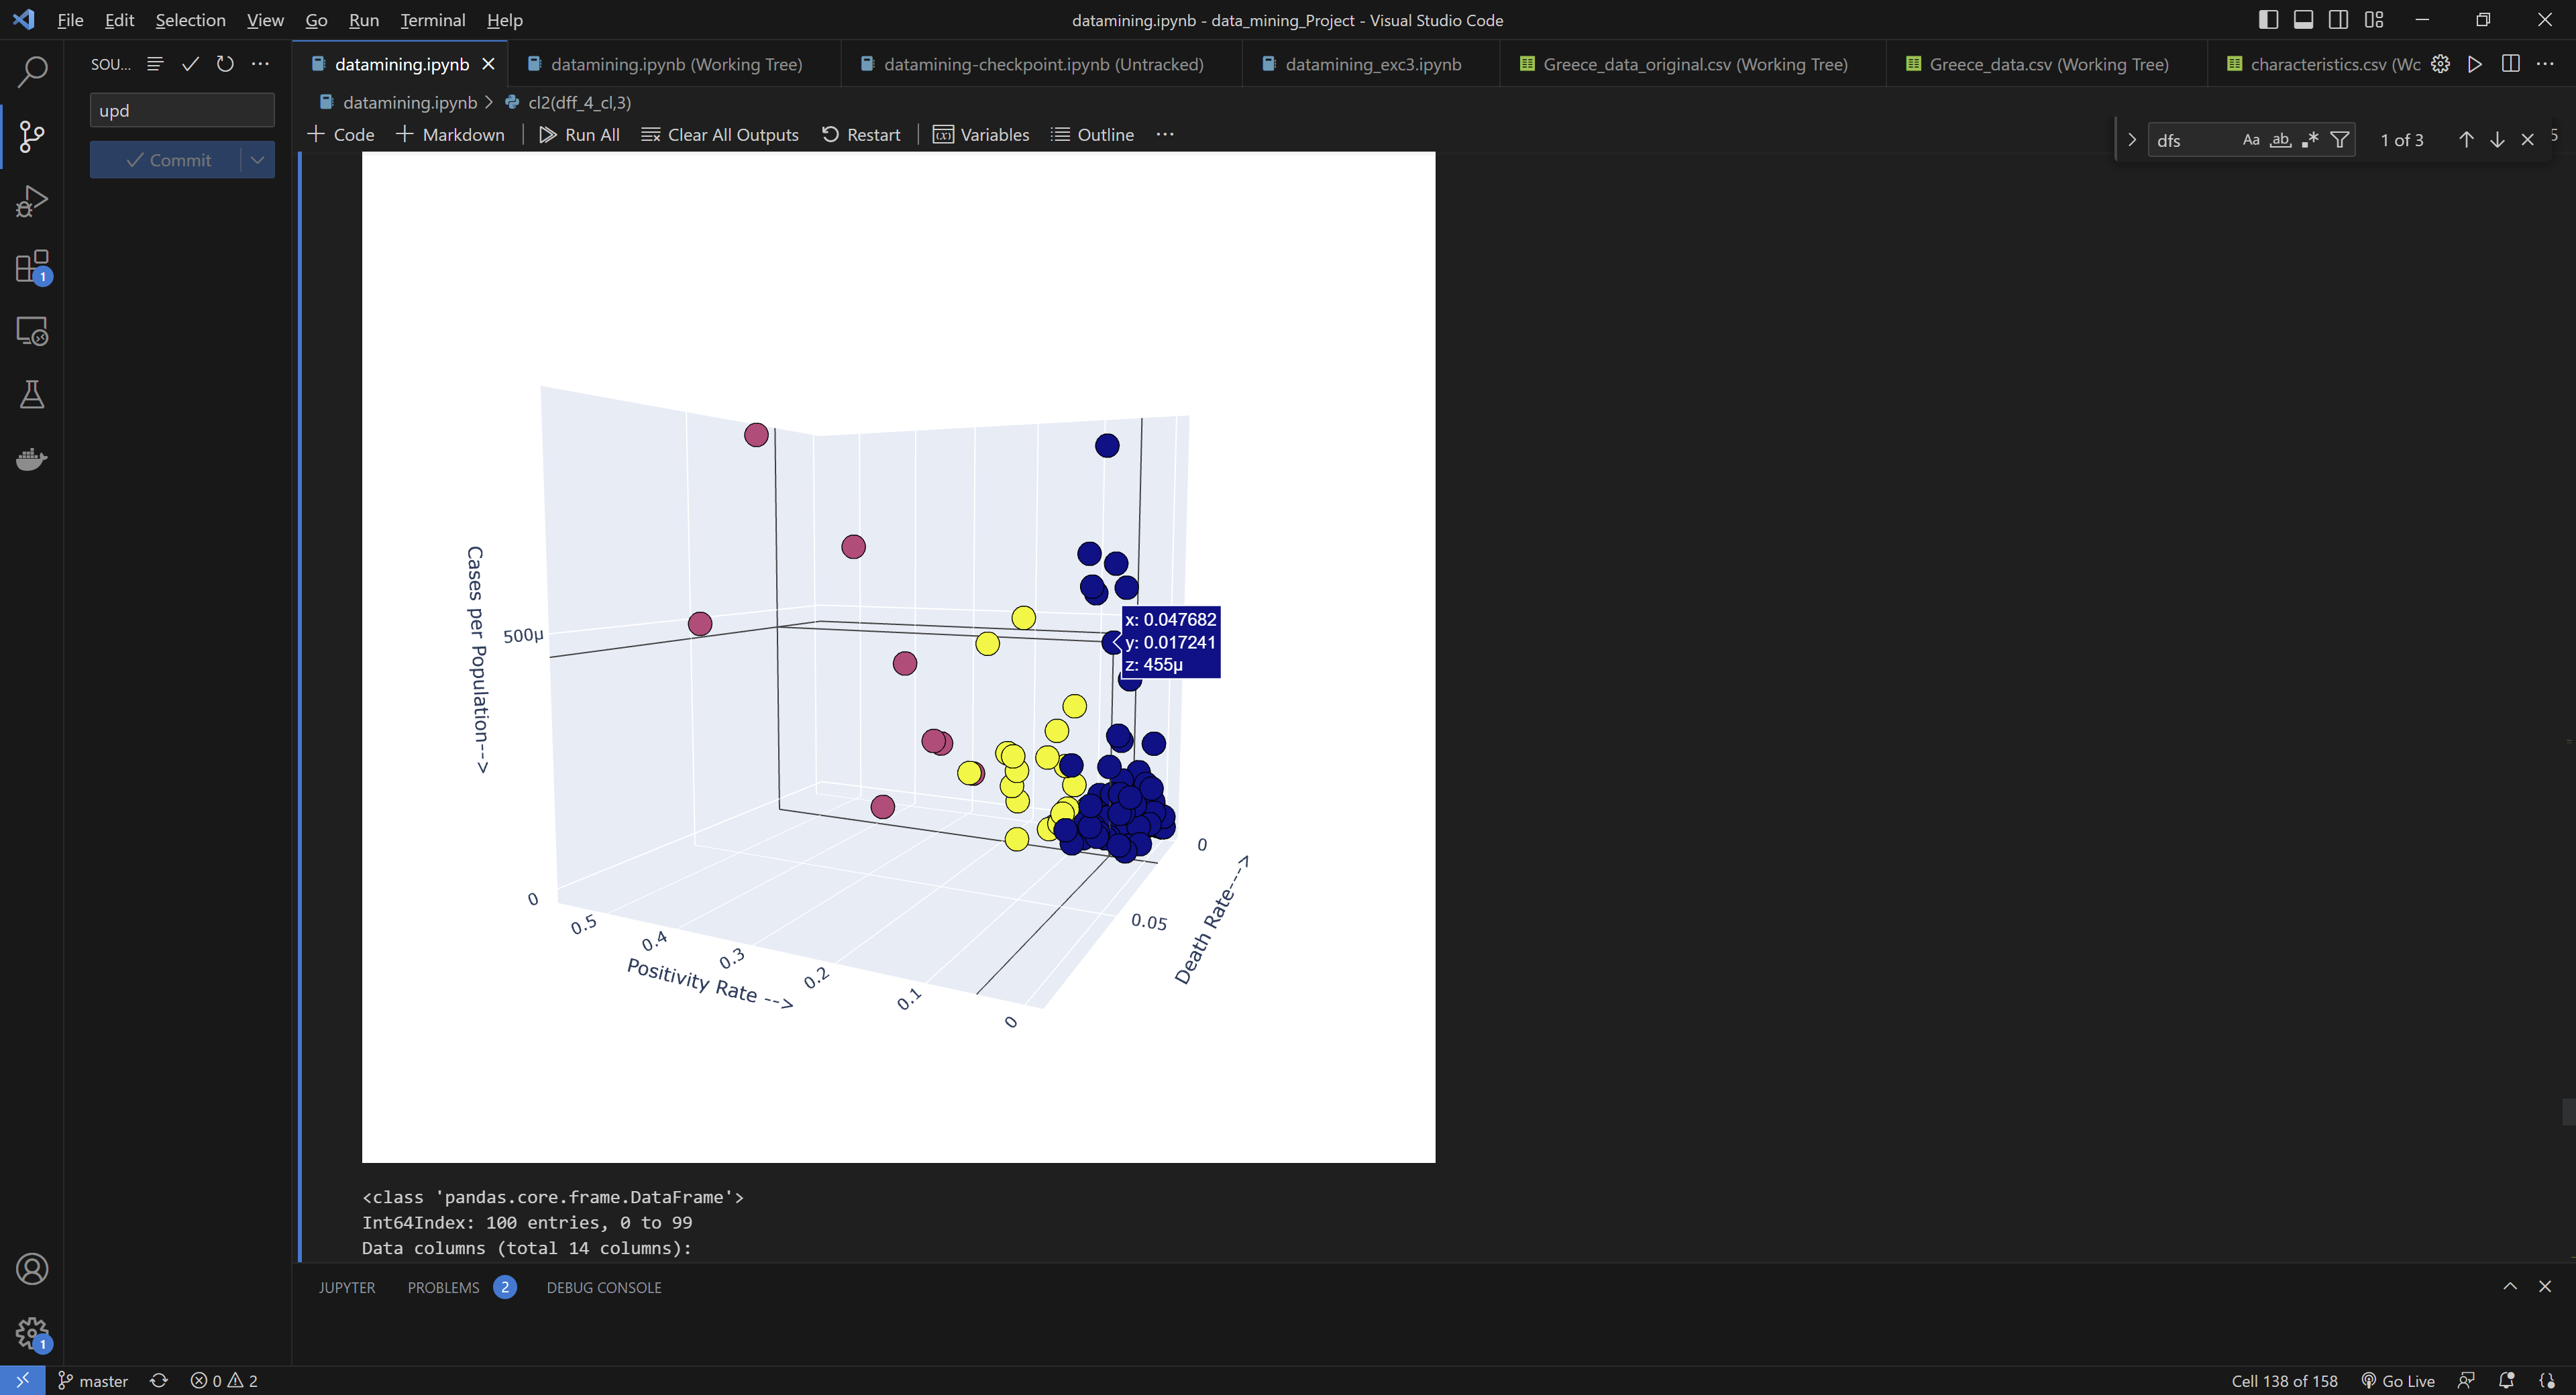 File Edit Selection View Go Run Terminal Help
datamining.ipynb - data_mining_Project - Visual Studio Code
SOU...
datamining.ipynb
datamining.ipynb (Working Tree)
datamining-checkpoint.ipynb (Untracked)
datamining_exc3.ipynb
Greece_data_original.csv (Working Tree)
Greece_data.csv (Working Tree)
characteristics.csv (Wc
upd
datamining.ipynb > cl2(dff_4_cl,3)
Commit
+ Code + Markdown Run All Clear All Outputs Restart Variables Outline ...
dfs Aa ab 1 of 3
5
1
Cases per Population-->
500μ
0
x: 0.047682
y: 0.017241
z: 455μ
0
0.05
Death Rate--->
0.5
0.4
0.3
0.2
0.1
0
Positivity Rate -->
<class 'pandas.core.frame.DataFrame'>
Int64Index: 100 entries, 0 to 99
Data columns (total 14 columns):
JUPYTER PROBLEMS 2 DEBUG CONSOLE
1
master 0 2
Cell 138 of 158 Go Live